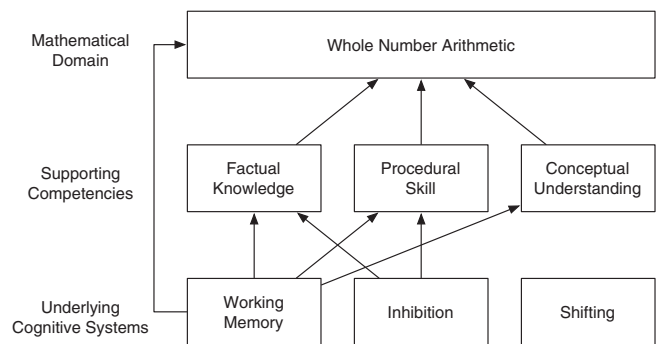 Mathematical
Domain
Whole Number Arithmetic
Supporting
Competencies
Factual
Knowledge
Procedural
Skill
Conceptual
Understanding
Underlying
Cognitive Systems
Working
Memory
Inhibition
Shifting